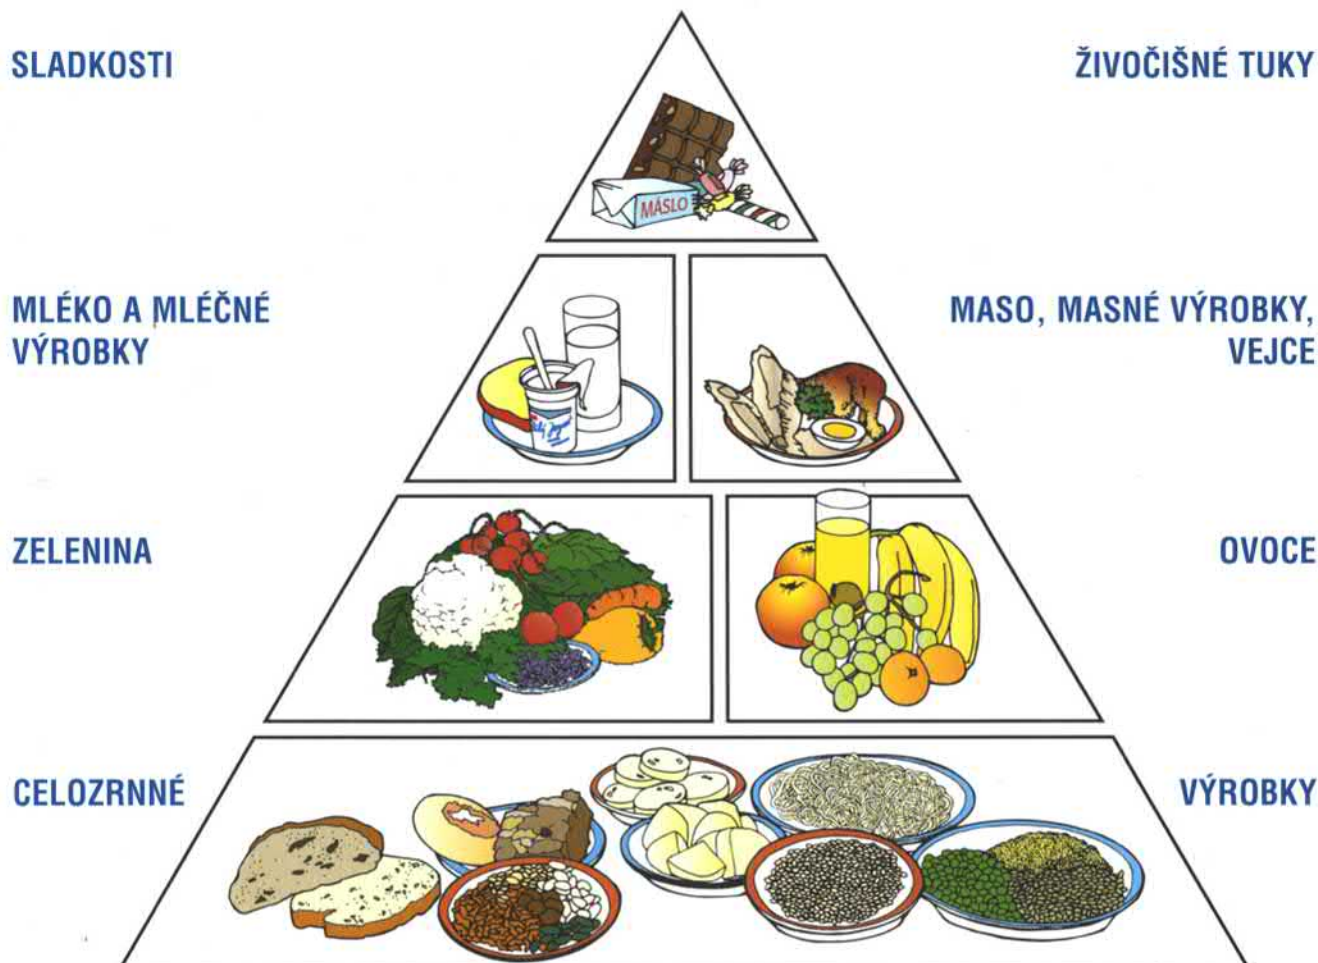 SLADKOSTI
ŽIVOČIŠNÉ TUKY
MÁSLO
MLÉKO A MLÉČNÉ
VÝROBKY
MASO, MASNÉ VÝROBKY,
VEJCE
ZELENINA
OVOCE
CELOZRNNÉ
VÝROBKY